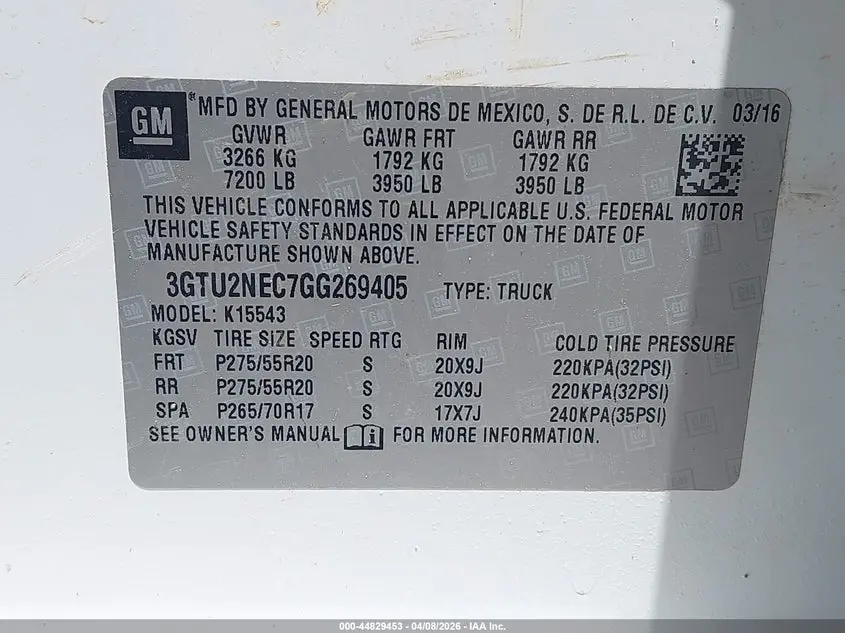 GM
MFD BY GENERAL MOTORS DE MEXICO, S. DE R.L. DE C.V. 03/16
GVWR GAWR FRT GAWR RR
3266 KG 1792 KG 1792 KG
7200 LB 3950 LB 3950 LB
THIS VEHICLE CONFORMS TO ALL APPLICABLE U.S. FEDERAL MOTOR
VEHICLE SAFETY STANDARDS IN EFFECT ON THE DATE OF
MANUFACTURE SHOWN ABOVE.
3GTU2NEC7GG269405 TYPE: TRUCK
MODEL: K15543
KGSV TIRE SIZE SPEED RTG RIM COLD TIRE PRESSURE
FRT P275/55R20 S 20X9J 220KPA(32PSI)
RR P275/55R20 S 20X9J 220KPA(32PSI)
SPA P265/70R17 S 17X7J 240KPA(35PSI)
SEE OWNER'S MANUAL i FOR MORE INFORMATION.
000-44829453 - 04/08/2026 - IAA Inc.